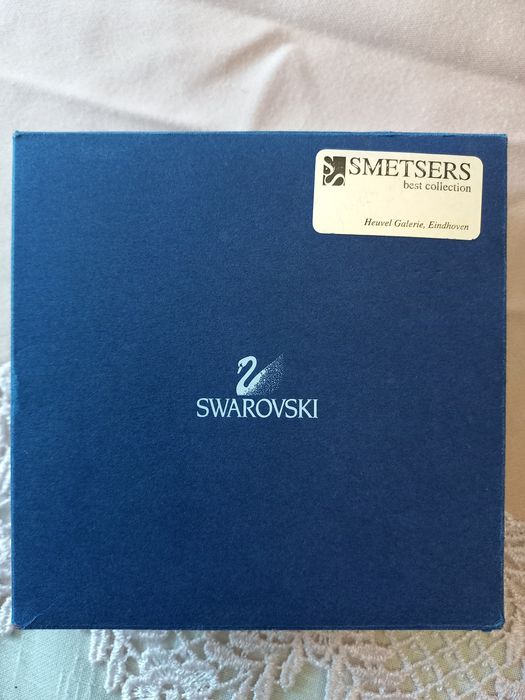 SMETSERS
best collection
Heuvel Galerie, Eindhoven
SWAROVSKI